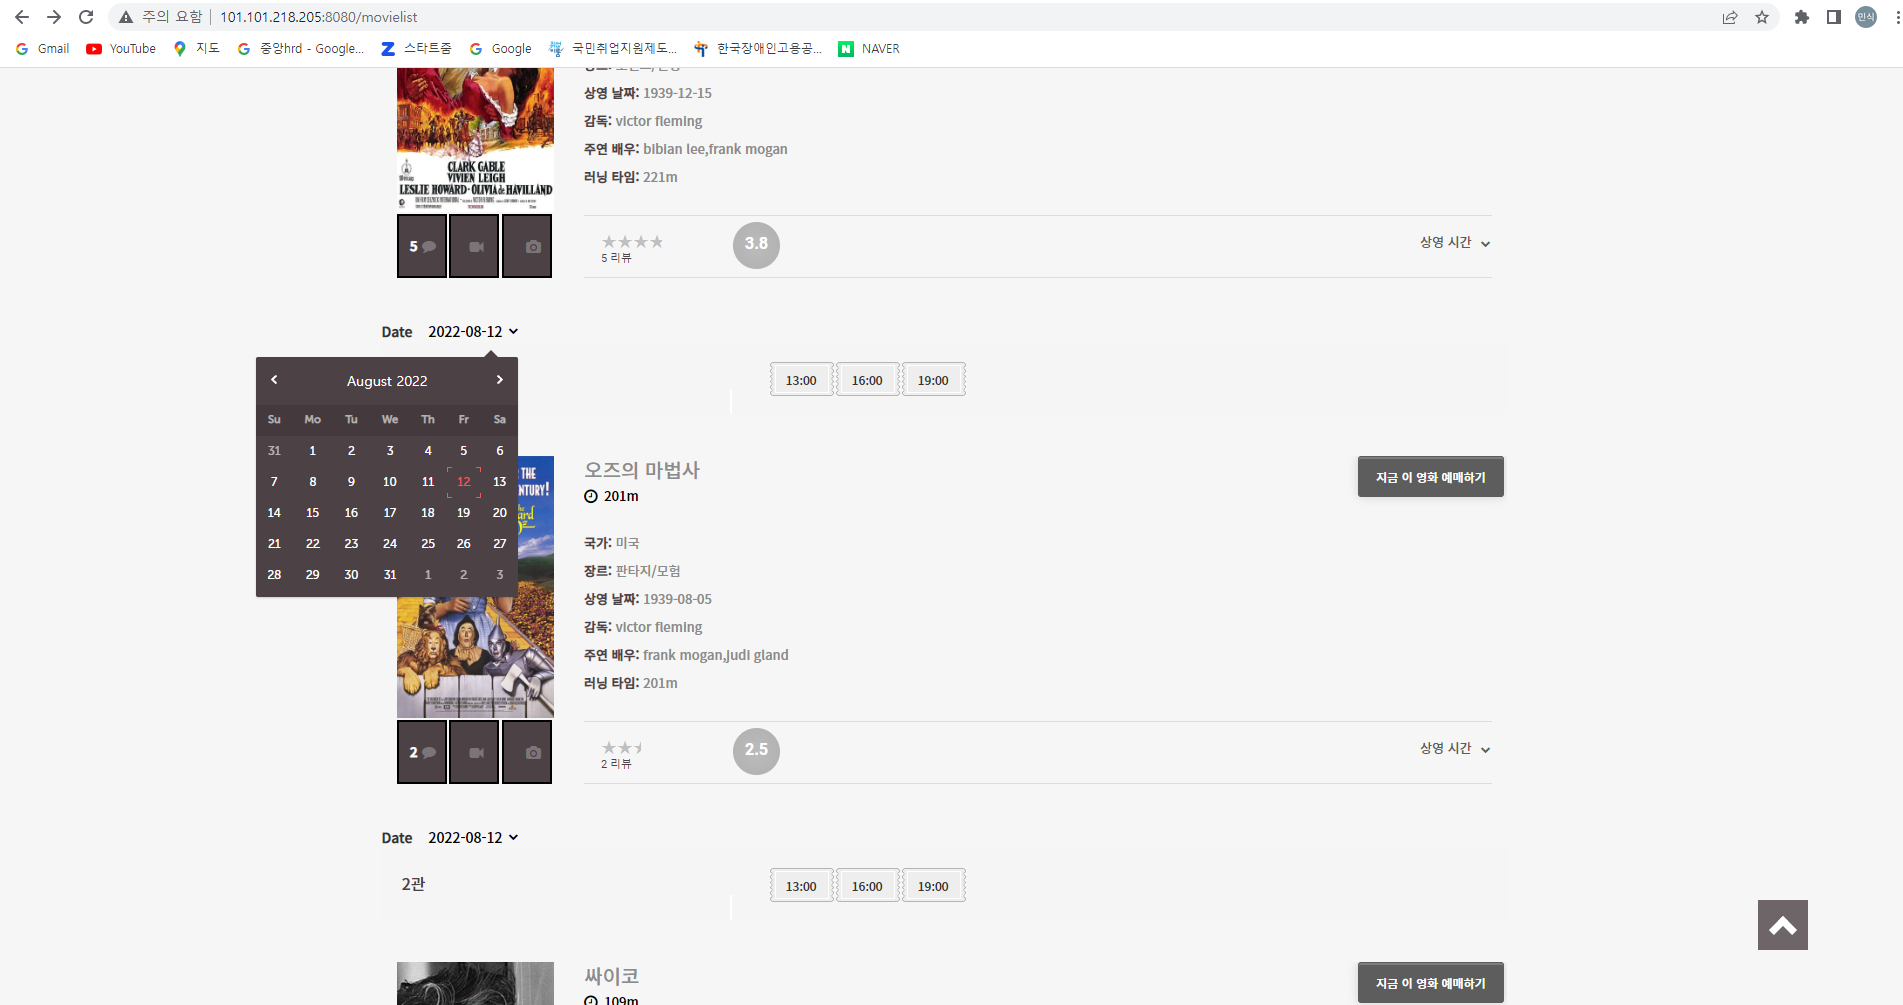 주의 요함 | 101.101.218.205:8080/movielist
민식
Gmail YouTube 지도 중앙hrd - Google... 스타트줌 Google 국민취업지원제도... 한국장애인고용공... NAVER
상영 날짜: 1939-12-15
감독: victor fleming
주연 배우: bibian lee,frank mogan
러닝 타임: 221m
CLARK GABLE
VIVIEN LEIGH
LESLIE HOWARD · OLIVIA de HAVILLAND
5
5 리뷰
3.8
상영 시간
Date 2022-08-12
August 2022
Su Mo Tu We Th Fr Sa
31 1 2 3 4 5 6
7 8 9 10 11 12 13
14 15 16 17 18 19 20
21 22 23 24 25 26 27
28 29 30 31 1 2 3
13:00 16:00 19:00
THE
NTURY!
오즈의 마법사
201m
지금 이 영화 예매하기
국가: 미국
장르: 판타지/모험
상영 날짜: 1939-08-05
감독: victor fleming
주연 배우: frank mogan,judi gland
러닝 타임: 201m
2
2 리뷰
2.5
상영 시간
Date 2022-08-12
2관
13:00 16:00 19:00
싸이코
109m
지금 이 영화 예매하기